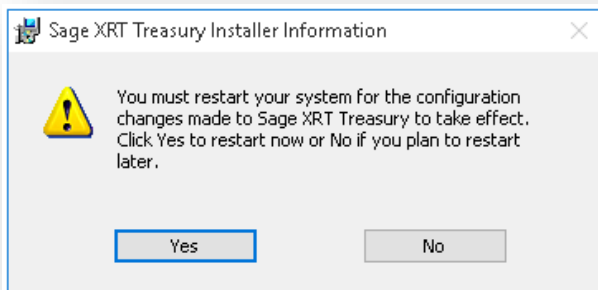 Sage XRT Treasury Installer Information
You must restart your system for the configuration
changes made to Sage XRT Treasury to take effect.
Click Yes to restart now or No if you plan to restart
later.
Yes
No